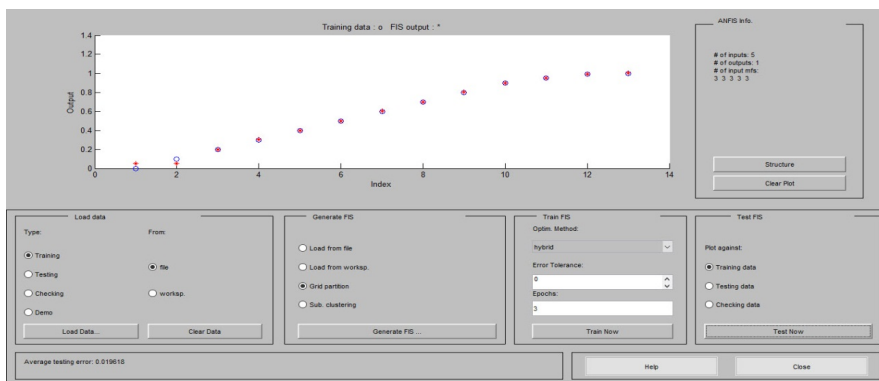 Training data : o   FIS output : *
1.4
1.2
1
0.8
0.6
0.4
0.2
0
Output
0 2 4 6 8 10 12 14
Index
ANFIS Info.
# of inputs: 5
# of outputs: 1
# of input mfs:
3 3 3 3 3
Structure
Clear Plot
Load data
Type:
From:
Training
Testing
Checking
Demo
file
worksp.
Load Data...
Clear Data
Generate FIS
Load from file
Load from worksp.
Grid partition
Sub. clustering
Generate FIS ...
Train FIS
Optim. Method:
hybrid
Error Tolerance:
0
Epochs:
3
Train Now
Test FIS
Plot against:
Training data
Testing data
Checking data
Test Now
Average testing error: 0.019618
Help
Close